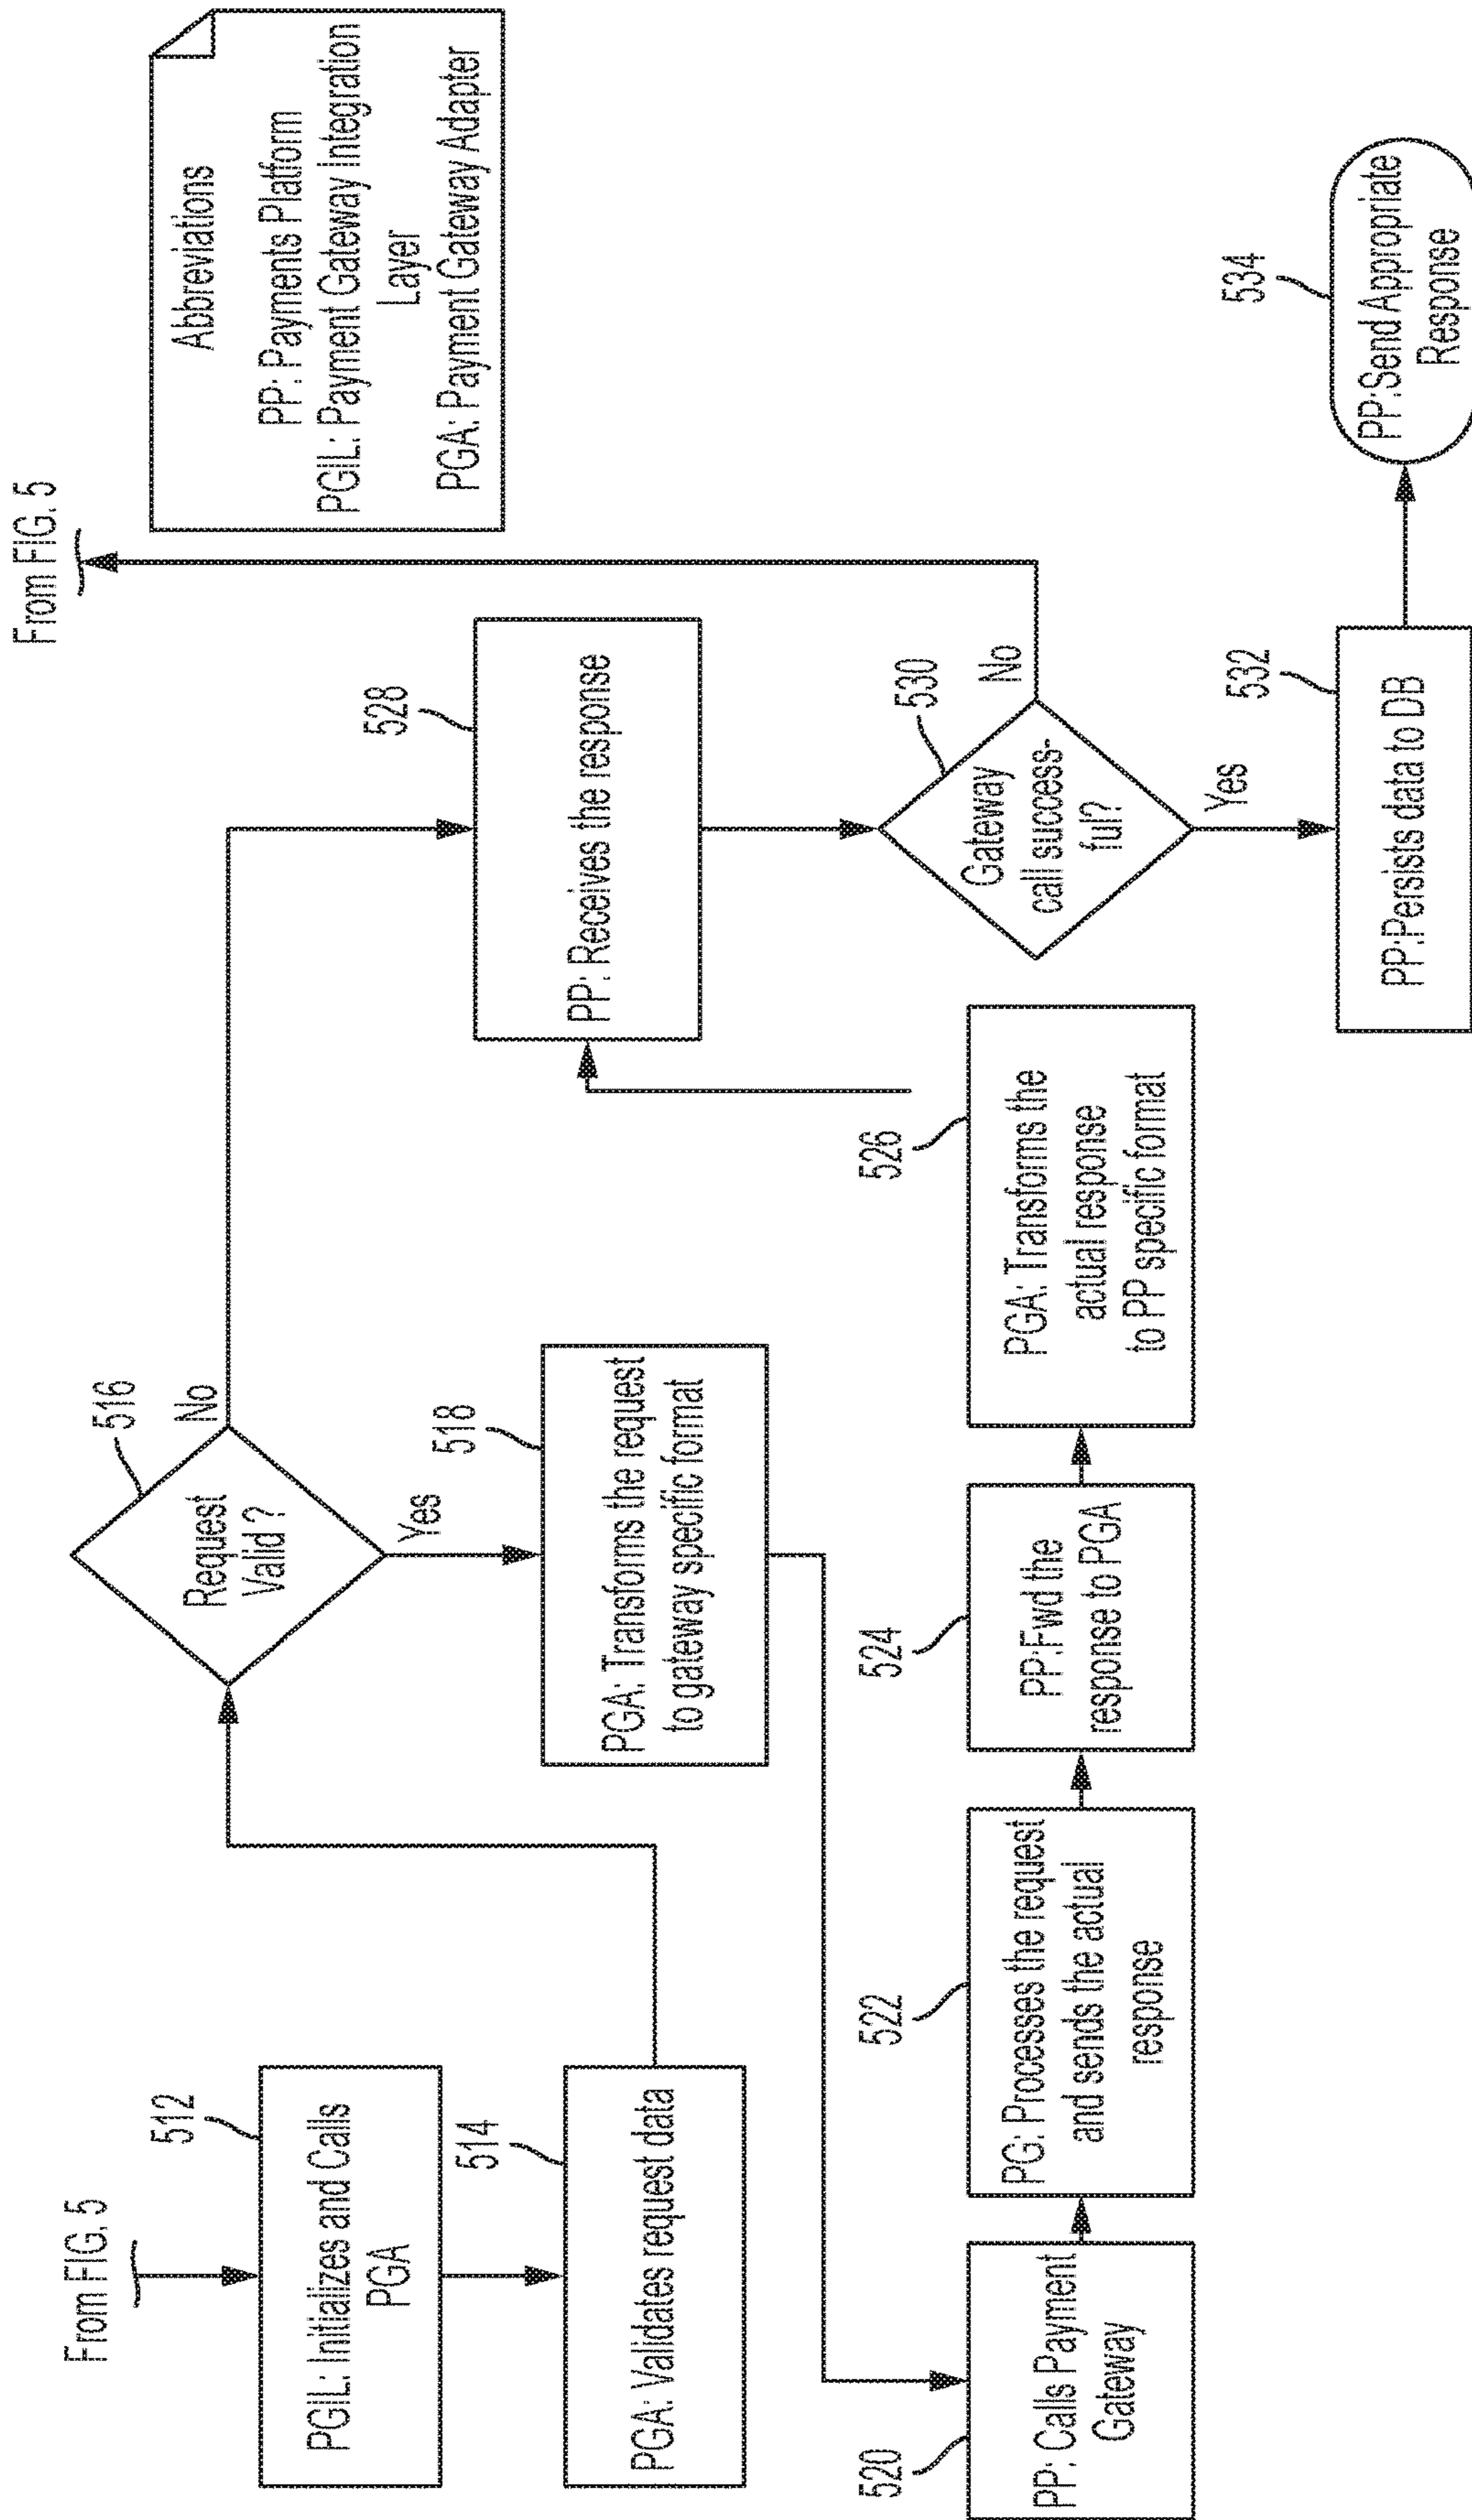 From FIG. 5
512
PGIL: Initializes and Calls
PGA
514
PGA: Validates request data
516
Request
Valid ?
No
Yes
518
PGA: Transforms the request
to gateway specific format
520
PP: Calls Payment
Gateway
522
PG: Processes the request
and sends the actual
response
524
PP:Fwd the
response to PGA
526
PGA: Transforms the
actual response
to PP specific format
528
PP: Receives the response
530
Gateway
call success-
ful?
No
Yes
From FIG. 5
532
PP:Persists data to DB
534
PP:Send Appropriate
Response
Abbreviations
PP: Payments Platform
PGIL: Payment Gateway Integration
Layer
PGA: Payment Gateway Adapter